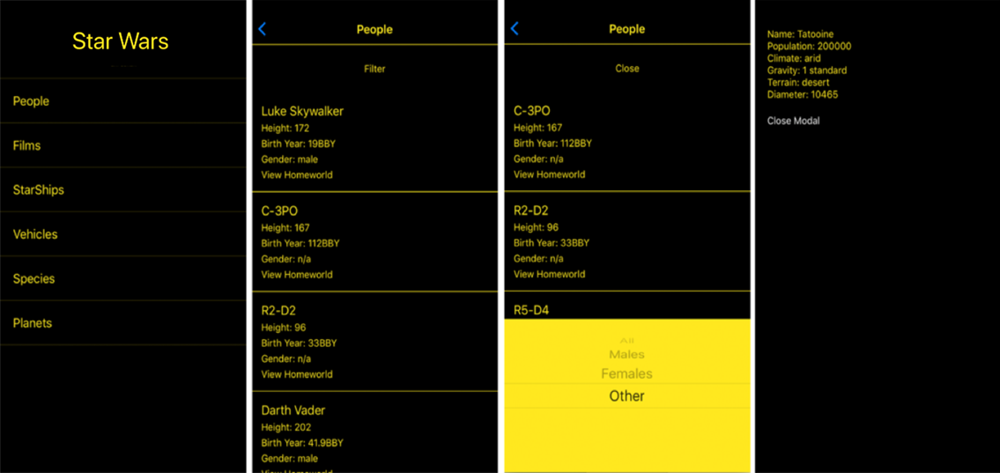 Star Wars
People
Films
StarShips
Vehicles
Species
Planets
People
Filter
Luke Skywalker
Height: 172
Birth Year: 19BBY
Gender: male
View Homeworld
C-3PO
Height: 167
Birth Year: 112BBY
Gender: n/a
View Homeworld
R2-D2
Height: 96
Birth Year: 33BBY
Gender: n/a
View Homeworld
Darth Vader
Height: 202
Birth Year: 41.9BBY
Gender: male
View Homeworld
People
Close
C-3PO
Height: 167
Birth Year: 112BBY
Gender: n/a
View Homeworld
R2-D2
Height: 96
Birth Year: 33BBY
Gender: n/a
View Homeworld
R5-D4
All
Males
Females
Other
Name: Tatooine
Population: 200000
Climate: arid
Gravity: 1 standard
Terrain: desert
Diameter: 10465
Close Modal